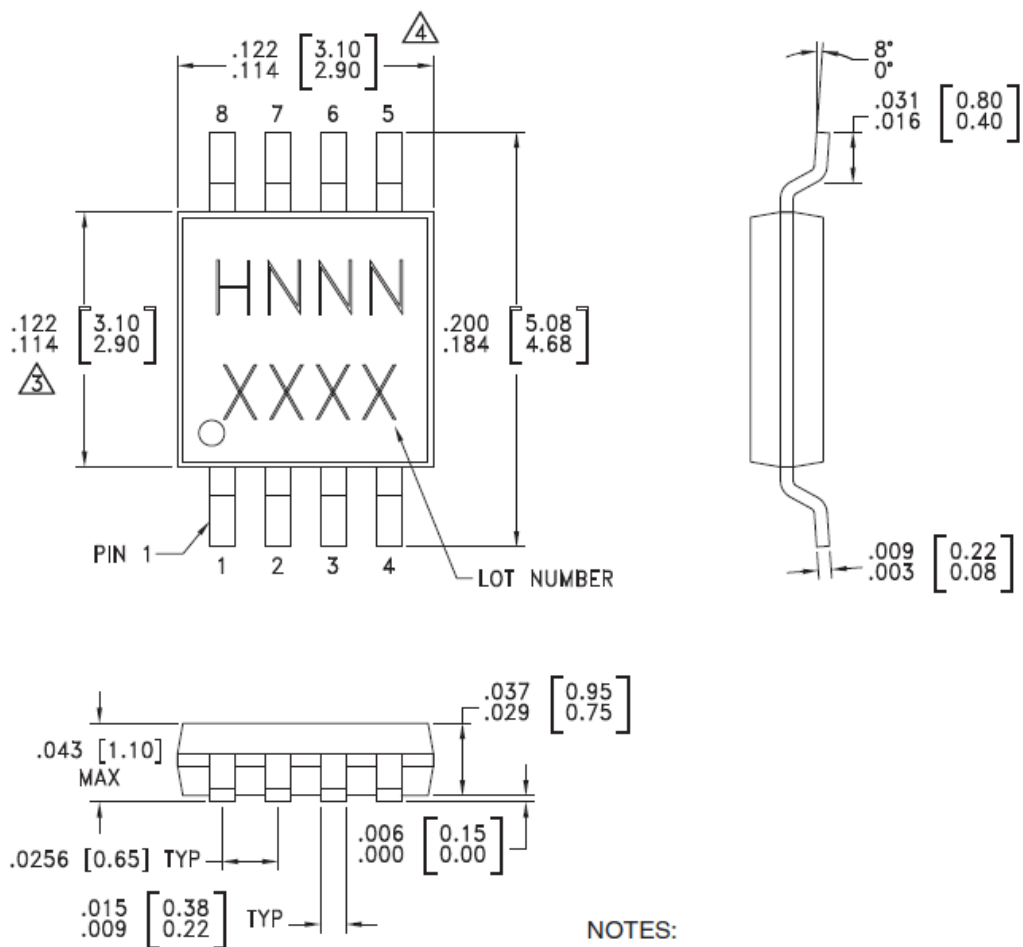 4
.122 [3.10]
.114 [2.90]
8 7 6 5
HNNN
XXXX
.122 [3.10]
.114 [2.90]
3
.200 [5.08]
.184 [4.68]
PIN 1
1 2 3 4
LOT NUMBER
8°
0°
.031 [0.80]
.016 [0.40]
.009 [0.22]
.003 [0.08]
.043 [1.10]
MAX
.037 [0.95]
.029 [0.75]
.006 [0.15]
.000 [0.00]
.0256 [0.65] TYP
.015 [0.38]
.009 [0.22]
TYP
NOTES: